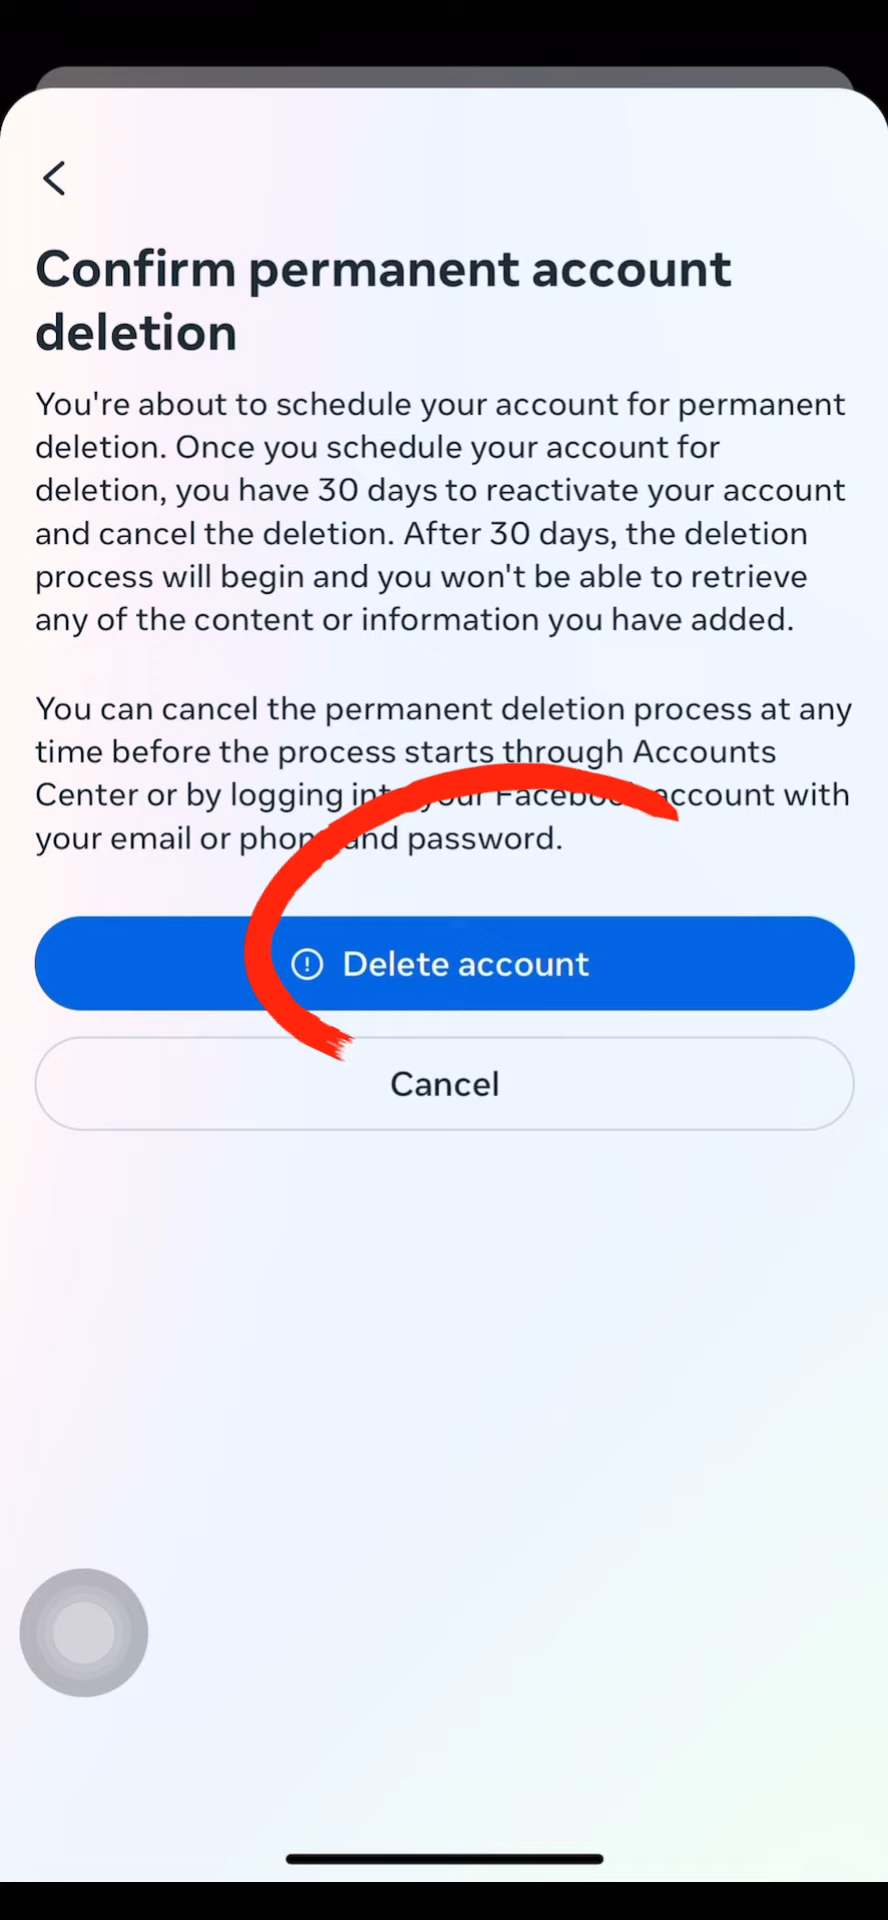 Confirm permanent account
deletion
You're about to schedule your account for permanent
deletion. Once you schedule your account for
deletion, you have 30 days to reactivate your account
and cancel the deletion. After 30 days, the deletion
process will begin and you won't be able to retrieve
any of the content or information you have added.
You can cancel the permanent deletion process at any
time before the process starts through Accounts
Center or by logging into your Facebook account with
your email or phone and password.
Delete account
Cancel